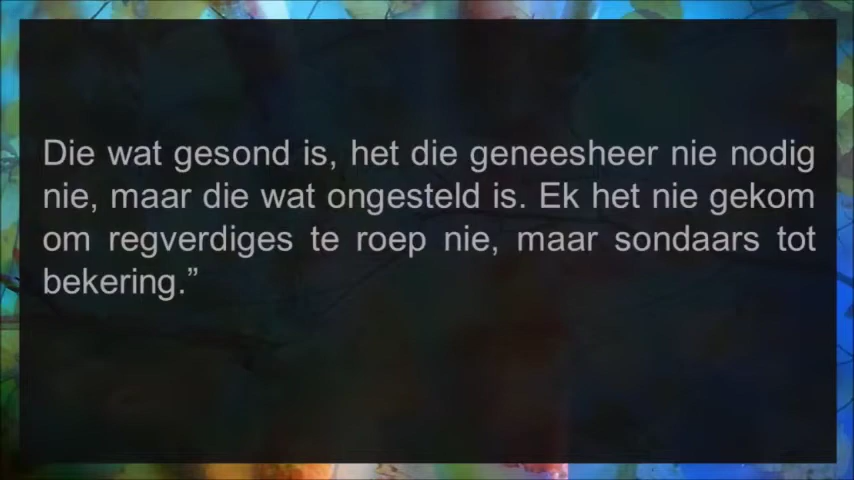 Die wat gesond is, het die geneesheer nie nodig
nie, maar die wat ongesteld is. Ek het nie gekom
om regverdiges te roep nie, maar sondaars tot
bekering.”